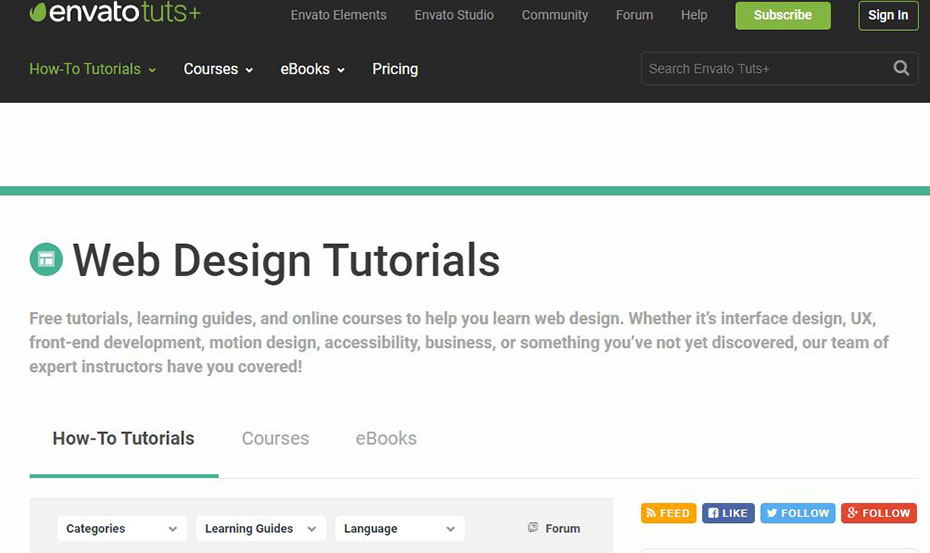 envatotuts+ Envato Elements Envato Studio Community Forum Help Subscribe Sign In
How-To Tutorials Courses eBooks Pricing Search Envato Tuts+
Web Design Tutorials
Free tutorials, learning guides, and online courses to help you learn web design. Whether it’s interface design, UX,
front-end development, motion design, accessibility, business, or something you’ve not yet discovered, our team of
expert instructors have you covered!
How-To Tutorials Courses eBooks
Categories Learning Guides Language Forum FEED LIKE FOLLOW FOLLOW